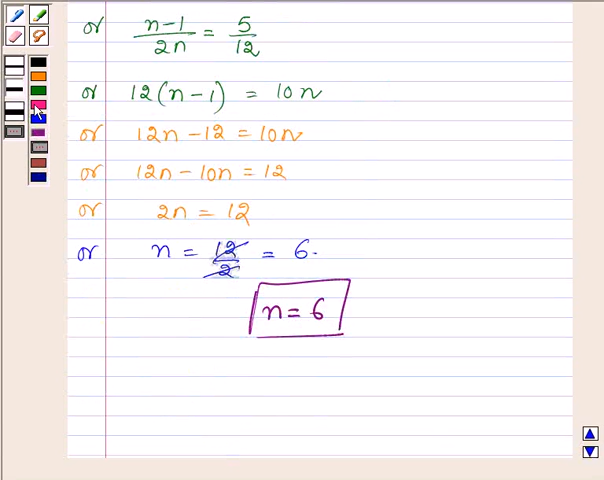 or n-1/2n = 5/12
or 12(n-1) = 10n
or 12n-12 = 10n
or 12n-10n = 12
or 2n = 12
or n = 12/2 = 6.
n = 6